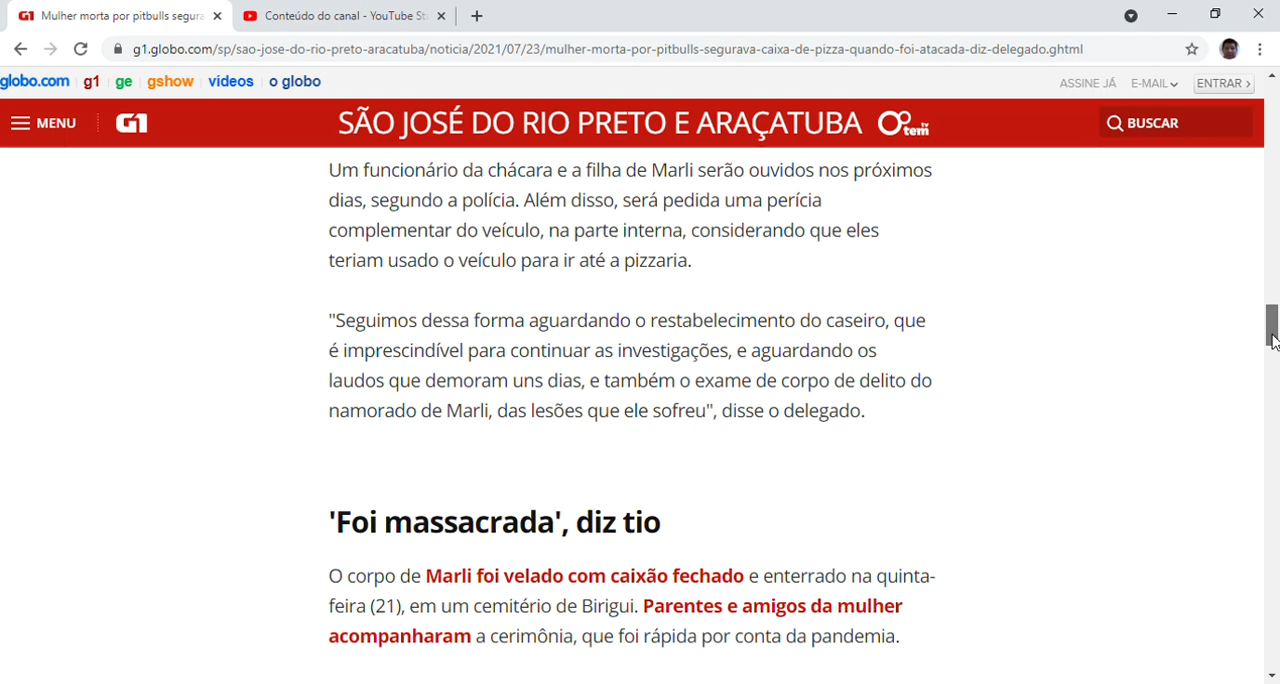 G1 Mulher morta por pitbulls segura
Conteúdo do canal - YouTube St
g1.globo.com/sp/sao-jose-do-rio-preto-aracatuba/noticia/2021/07/23/mulher-morta-por-pitbulls-segurava-caixa-de-pizza-quando-foi-atacada-diz-delegado.ghtml
globo.com g1 ge gshow videos o globo
ASSINE JÁ E-MAIL ENTRAR ›
MENU G1 SÃO JOSÉ DO RIO PRETO E ARAÇATUBA tv tem BUSCAR
Um funcionário da chácara e a filha de Marli serão ouvidos nos próximos
dias, segundo a polícia. Além disso, será pedida uma perícia
complementar do veículo, na parte interna, considerando que eles
teriam usado o veículo para ir até a pizzaria.
"Seguimos dessa forma aguardando o restabelecimento do caseiro, que
é imprescindível para continuar as investigações, e aguardando os
laudos que demoram uns dias, e também o exame de corpo de delito do
namorado de Marli, das lesões que ele sofreu", disse o delegado.
'Foi massacrada', diz tio
O corpo de Marli foi velado com caixão fechado e enterrado na quinta-
feira (21), em um cemitério de Birigui. Parentes e amigos da mulher
acompanharam a cerimônia, que foi rápida por conta da pandemia.